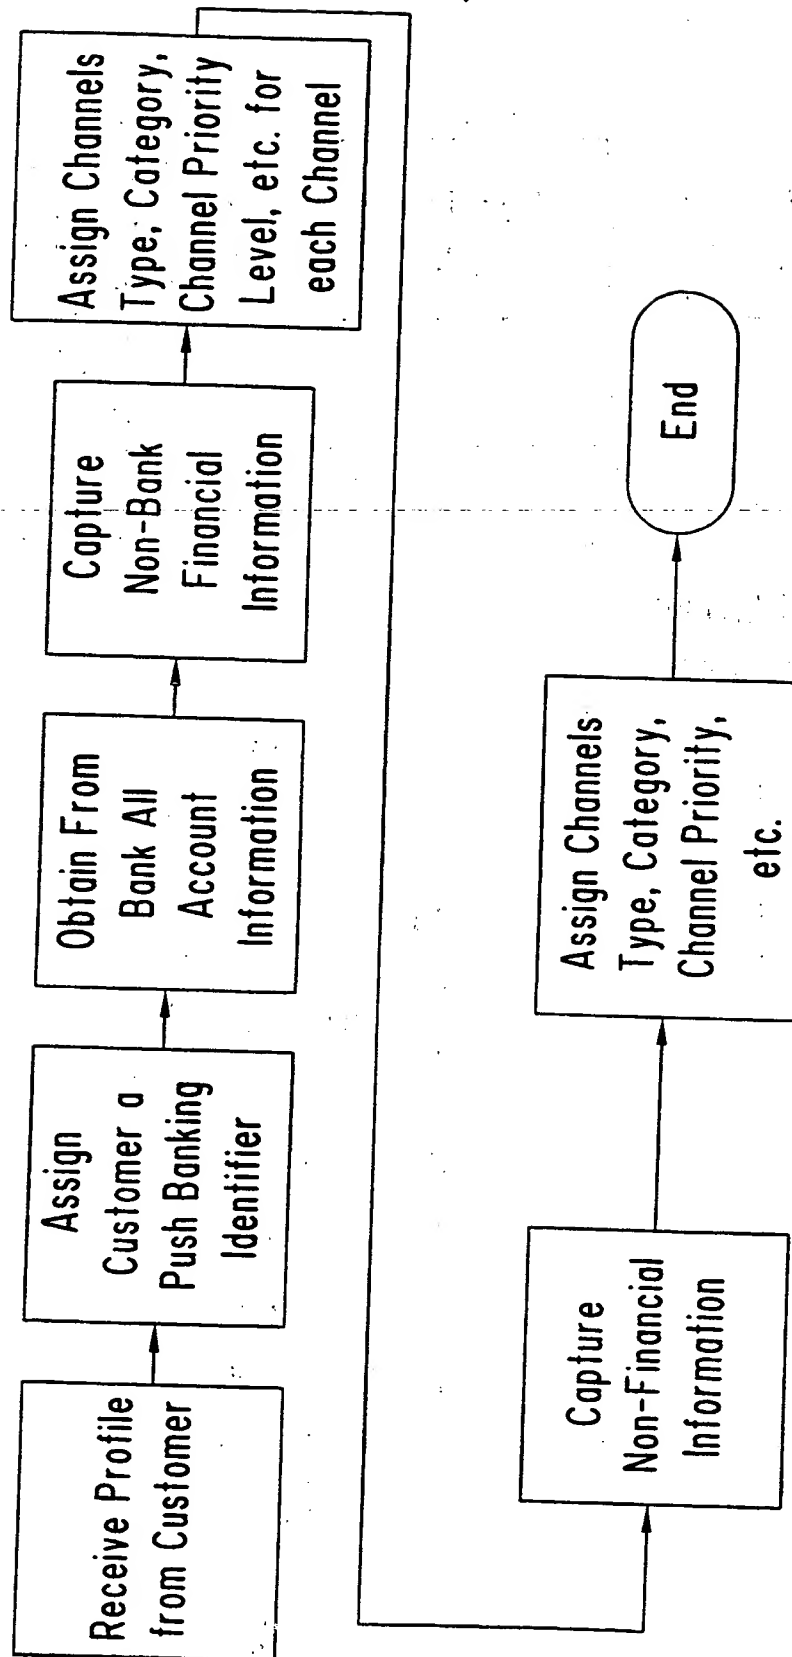 Receive Profile
from Customer
Assign
Customer a
Push Banking
Identifier
Obtain From
Bank All
Account
Information
Capture
Non-Bank
Financial
Information
Assign Channels
Type, Category,
Channel Priority
Level, etc. for
each Channel
Capture
Non-Financial
Information
Assign Channels
Type, Category,
Channel Priority,
etc.
End